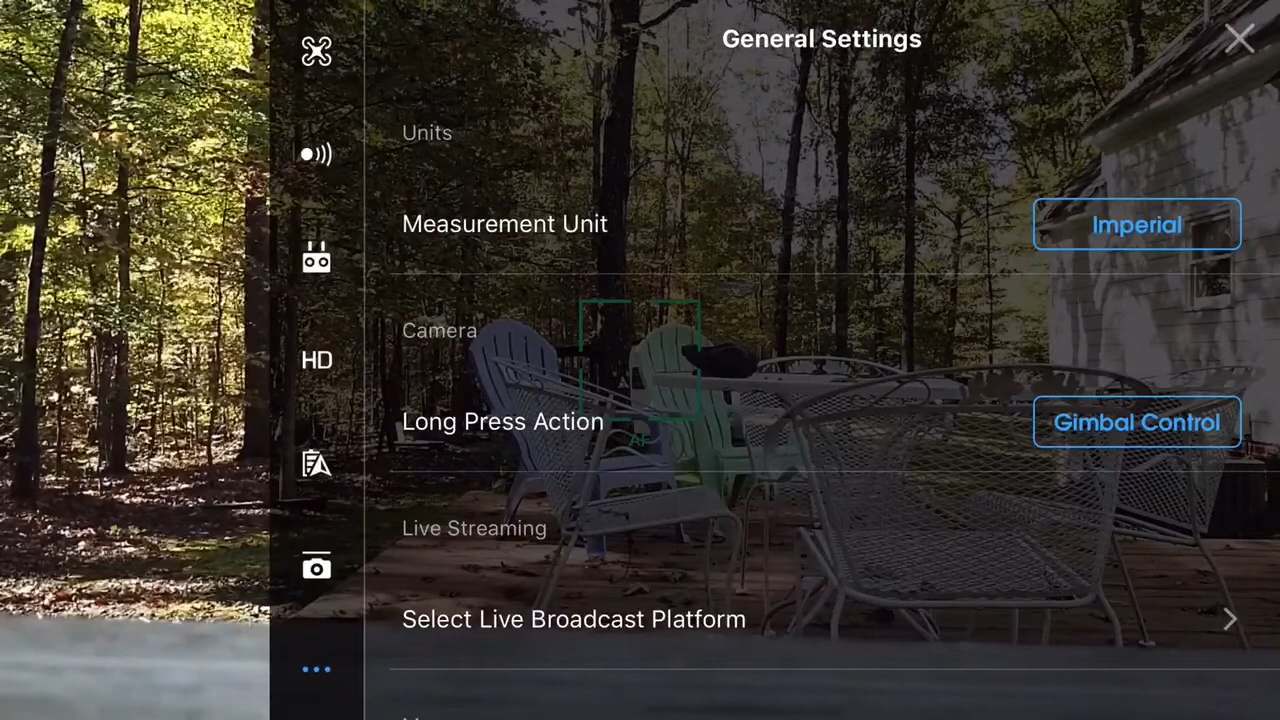 General Settings
Units
Measurement Unit
Imperial
Camera
HD
Long Press Action
Gimbal Control
AF
Live Streaming
Select Live Broadcast Platform